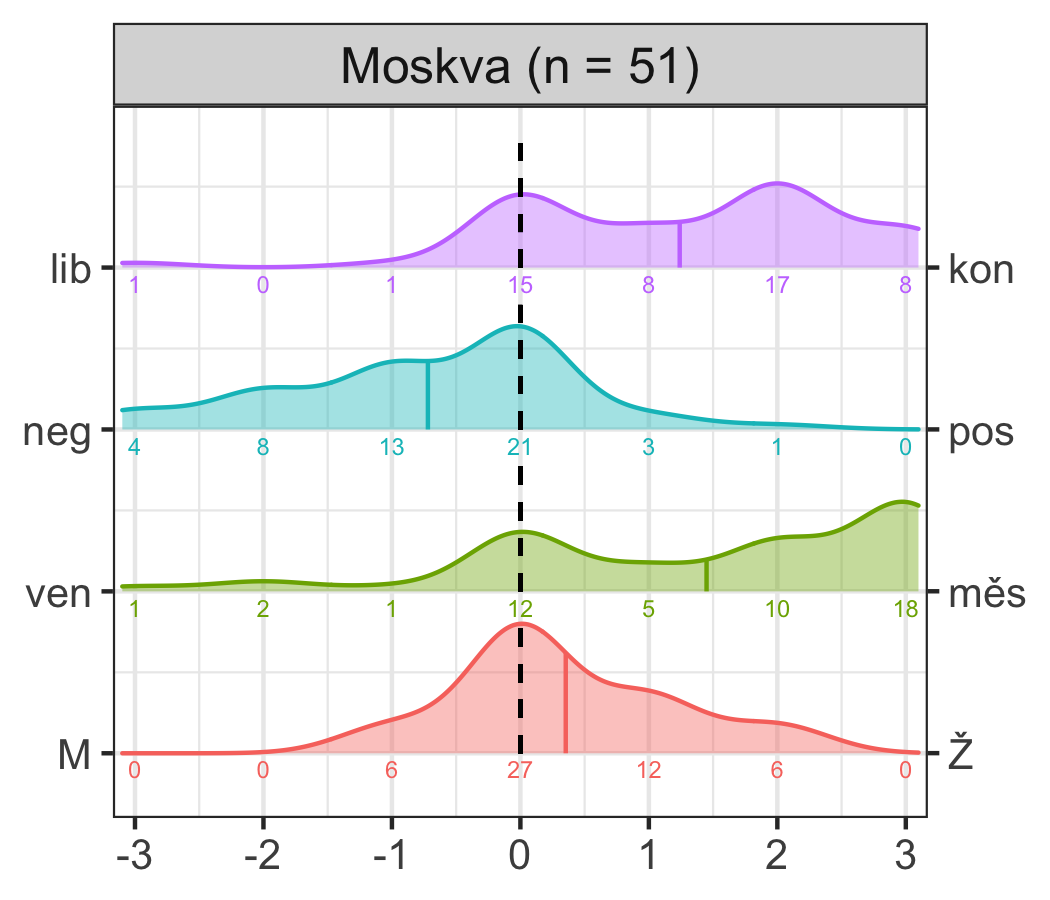 Moskva (n = 51)
lib kon
1 0 1 15 8 17 8
neg pos
4 8 13 21 3 1 0
ven měs
1 2 1 12 5 10 18
M Ž
0 0 6 27 12 6 0
-3 -2 -1 0 1 2 3